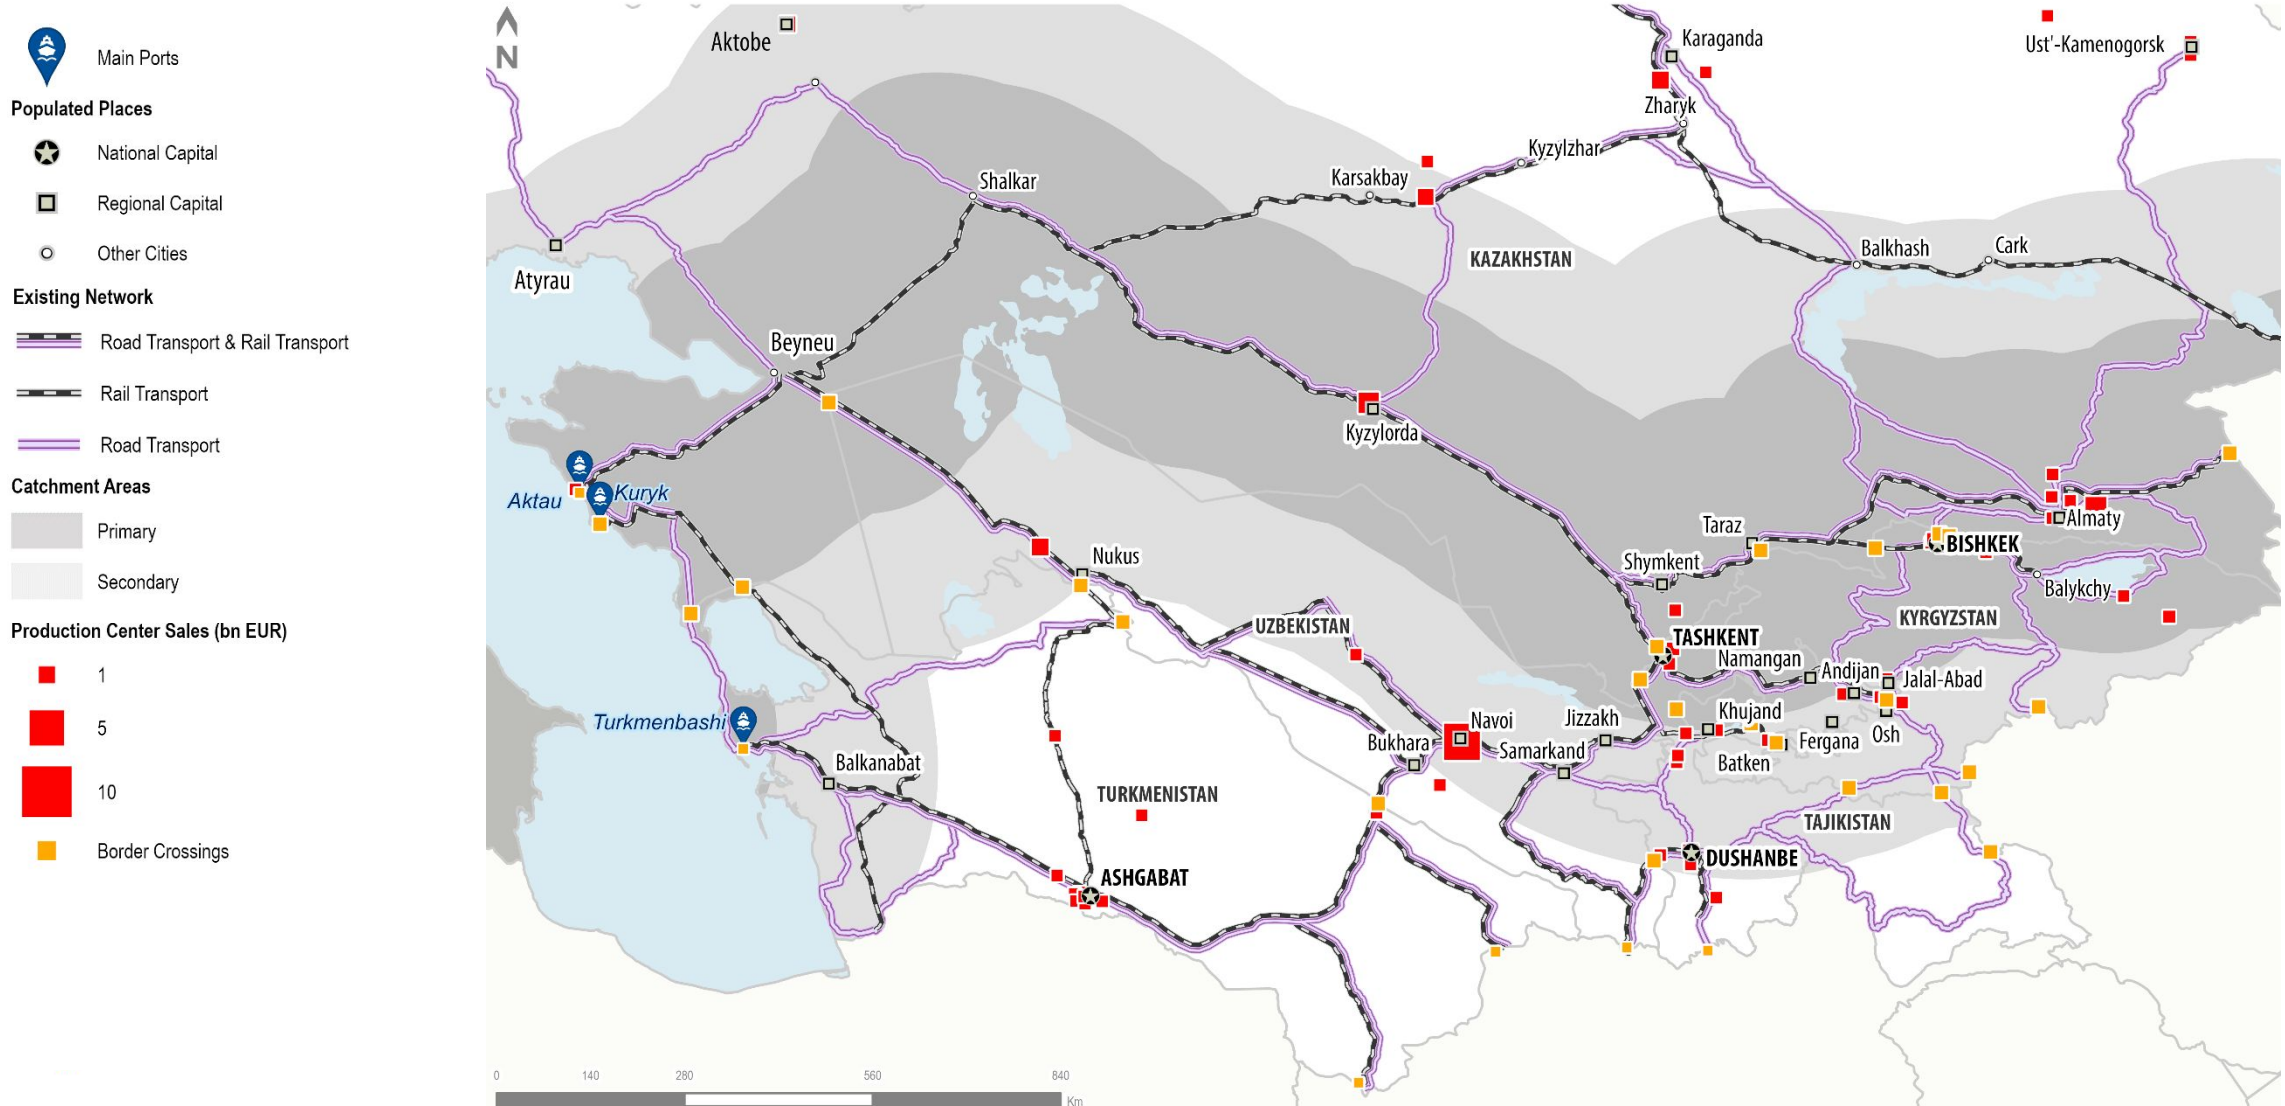 Main Ports
Populated Places
National Capital
Regional Capital
Other Cities
Existing Network
Road Transport & Rail Transport
Rail Transport
Road Transport
Catchment Areas
Primary
Secondary
Production Center Sales (bn EUR)
1
5
10
Border Crossings
N
Aktobe
Karaganda
Ust'-Kamenogorsk
Zharyk
Kyzylzhar
Karsakbay
Shalkar
KAZAKHSTAN
Balkhash
Cark
Atyrau
Beyneu
Kyzylorda
Aktau
Kuryk
Taraz
Almaty
BISHKEK
Nukus
Shymkent
Balykchy
UZBEKISTAN
KYRGYZSTAN
TASHKENT
Namangan
Andijan
Jalal-Abad
Turkmenbashi
Navoi
Jizzakh
Khujand
Bukhara
Samarkand
Fergana
Osh
Batken
Balkanabat
TURKMENISTAN
TAJIKISTAN
DUSHANBE
ASHGABAT
0 140 280 560 840
Km